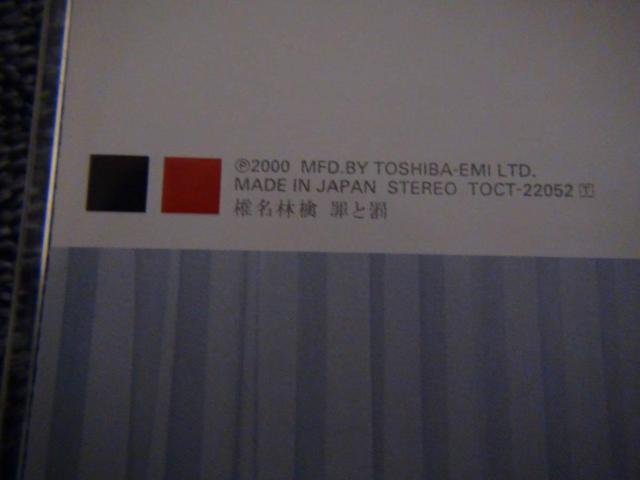 ℗2000 MFD.BY TOSHIBA-EMI LTD.
MADE IN JAPAN STEREO TOCT-22052 Y
椎名林檎 罪と罰